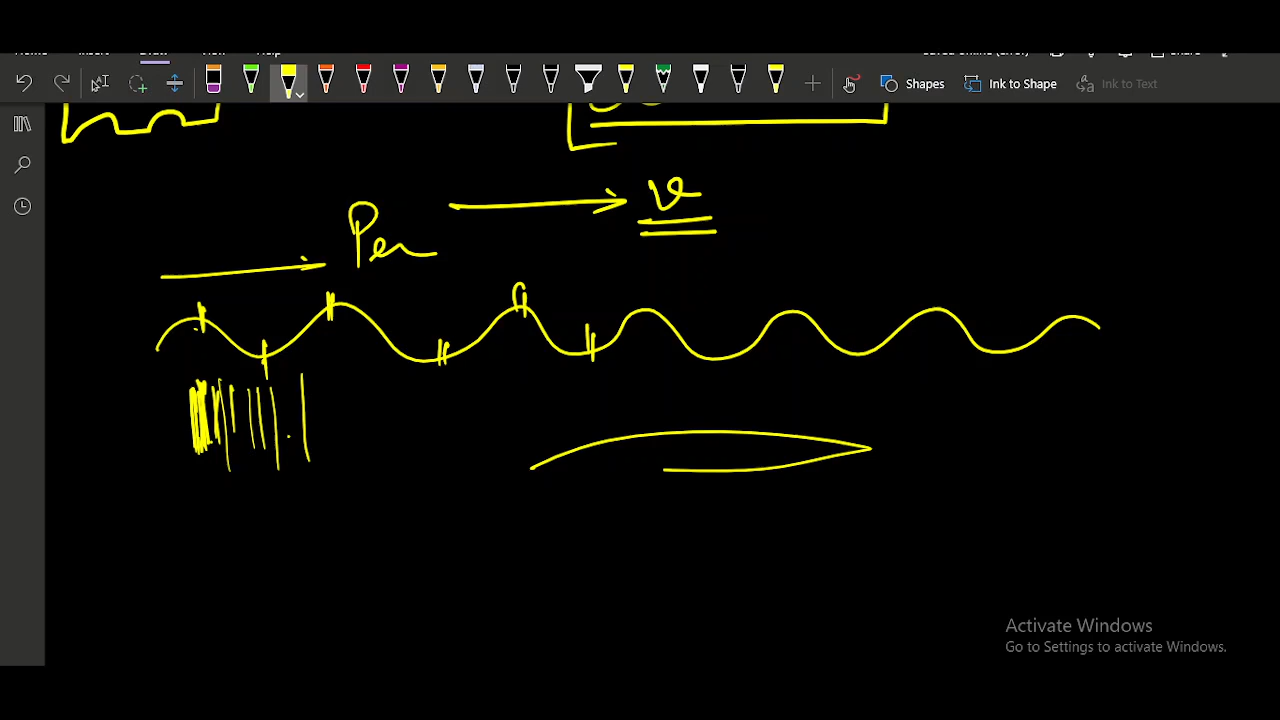 Shapes Ink to Shape Ink to Text
v
Per
Activate Windows
Go to Settings to activate Windows.